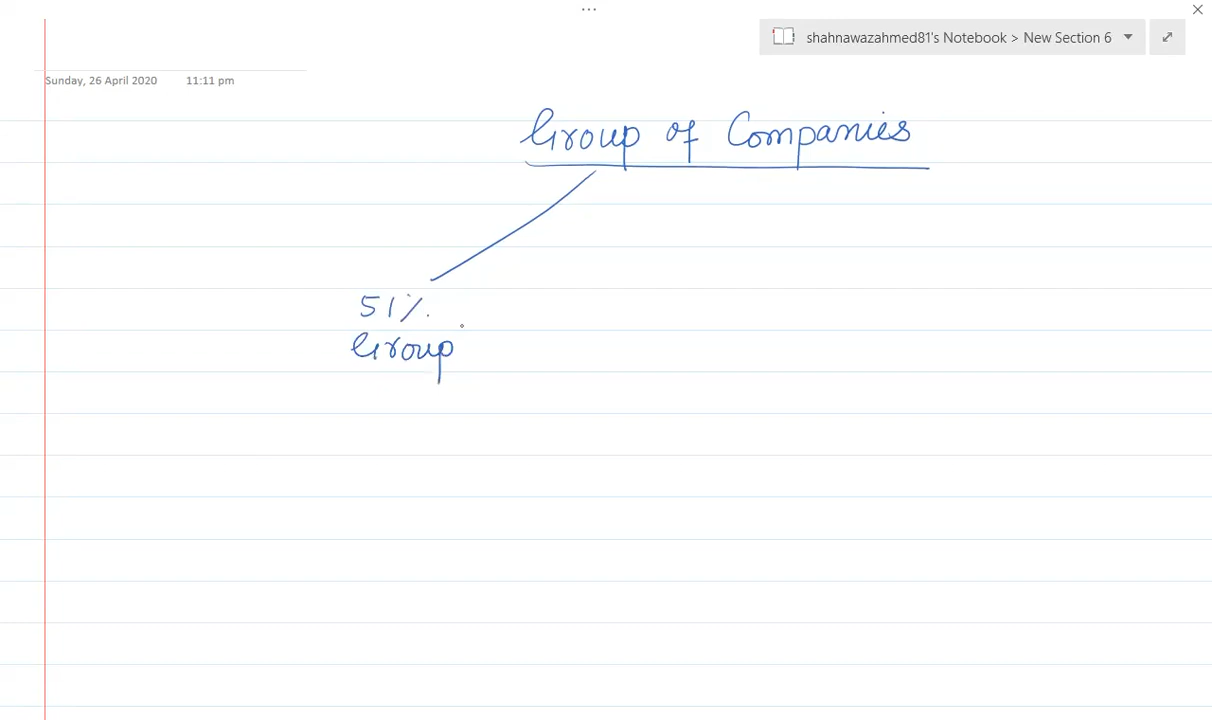 ...
shahnawazahmed81's Notebook > New Section 6
Sunday, 26 April 2020 11:11 pm
Group of Companies
51%
Group